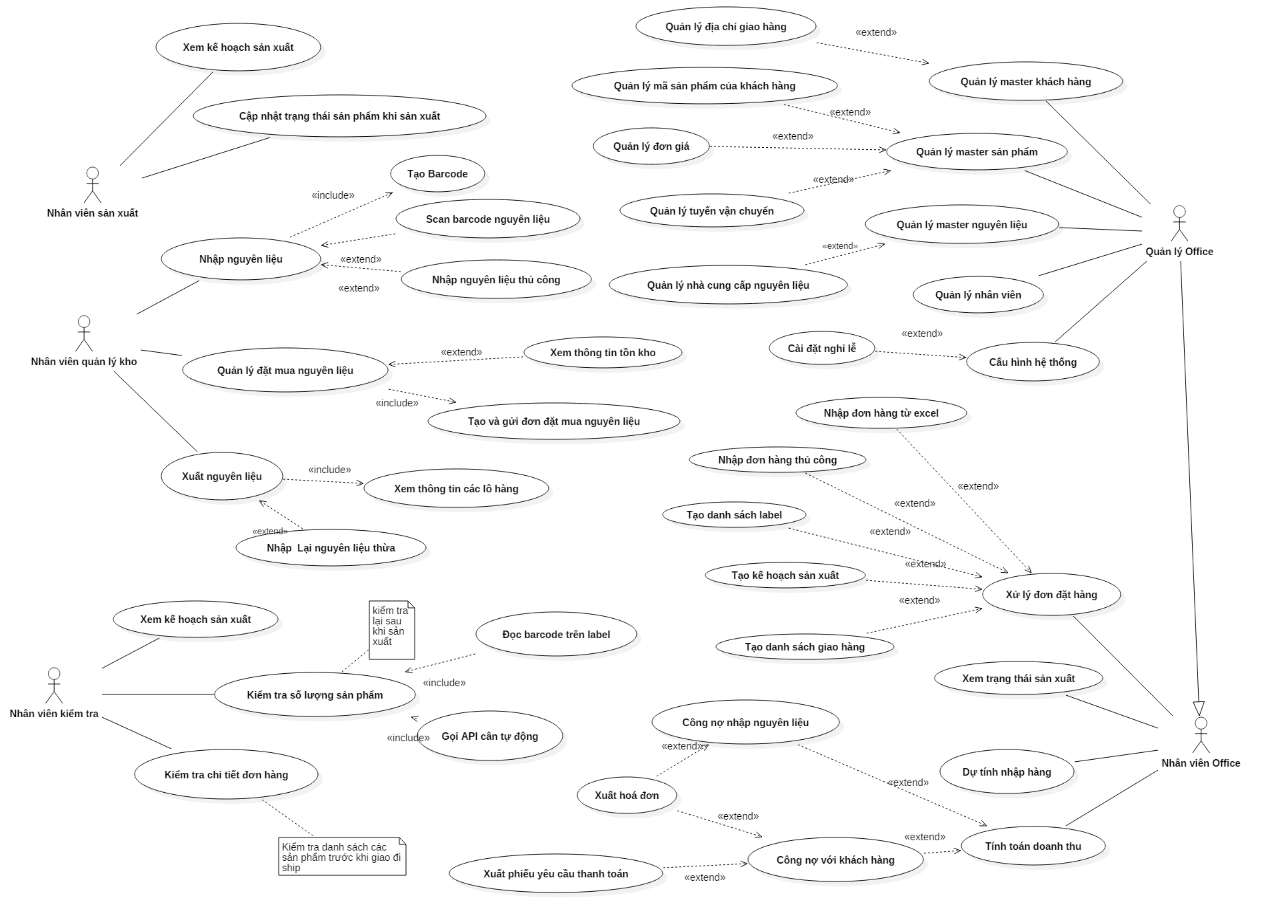 Quản lý địa chỉ giao hàng
«extend»
Xem kế hoạch sản xuất
Quản lý mã sản phẩm của khách hàng
Quản lý master khách hàng
Cập nhật trạng thái sản phẩm khi sản xuất
«extend»
«extend»
Quản lý đơn giá
Quản lý master sản phẩm
Tạo Barcode
«extend»
«include»
Nhân viên sản xuất
Scan barcode nguyên liệu
Quản lý tuyến vận chuyển
Quản lý master nguyên liệu
«extend»
Quản lý Office
Nhập nguyên liệu
«extend»
Nhập nguyên liệu thủ công
«extend»
Quản lý nhà cung cấp nguyên liệu
Quản lý nhân viên
«extend»
Nhân viên quản lý kho
Quản lý đặt mua nguyên liệu
«extend»
Xem thông tin tồn kho
Cài đặt nghỉ lễ
Cấu hình hệ thống
«include»
Tạo và gửi đơn đặt mua nguyên liệu
Nhập đơn hàng từ excel
Nhập đơn hàng thủ công
Xuất nguyên liệu
«include»
Xem thông tin các lô hàng
«extend»
«extend»
Tạo danh sách label
«extend»
«extend»
Nhập  Lại nguyên liệu thừa
«extend»
Tạo kế hoạch sản xuất
Xử lý đơn đặt hàng
«extend»
kiểm tra
lại sau
khi sản
xuất
Xem kế hoạch sản xuất
Đọc barcode trên label
Tạo danh sách giao hàng
Xem trạng thái sản xuất
«include»
Kiểm tra số lượng sản phẩm
Nhân viên kiểm tra
Công nợ nhập nguyên liệu
«include»
Gọi API cân tự động
«extend»
Nhân viên Office
Kiểm tra chi tiết đơn hàng
Dự tính nhập hàng
«extend»
Xuất hoá đơn
«extend»
Kiểm tra danh sách các
sản phẩm trước khi giao đi
ship
«extend»
Tính toán doanh thu
Công nợ với khách hàng
Xuất phiếu yêu cầu thanh toán
«extend»